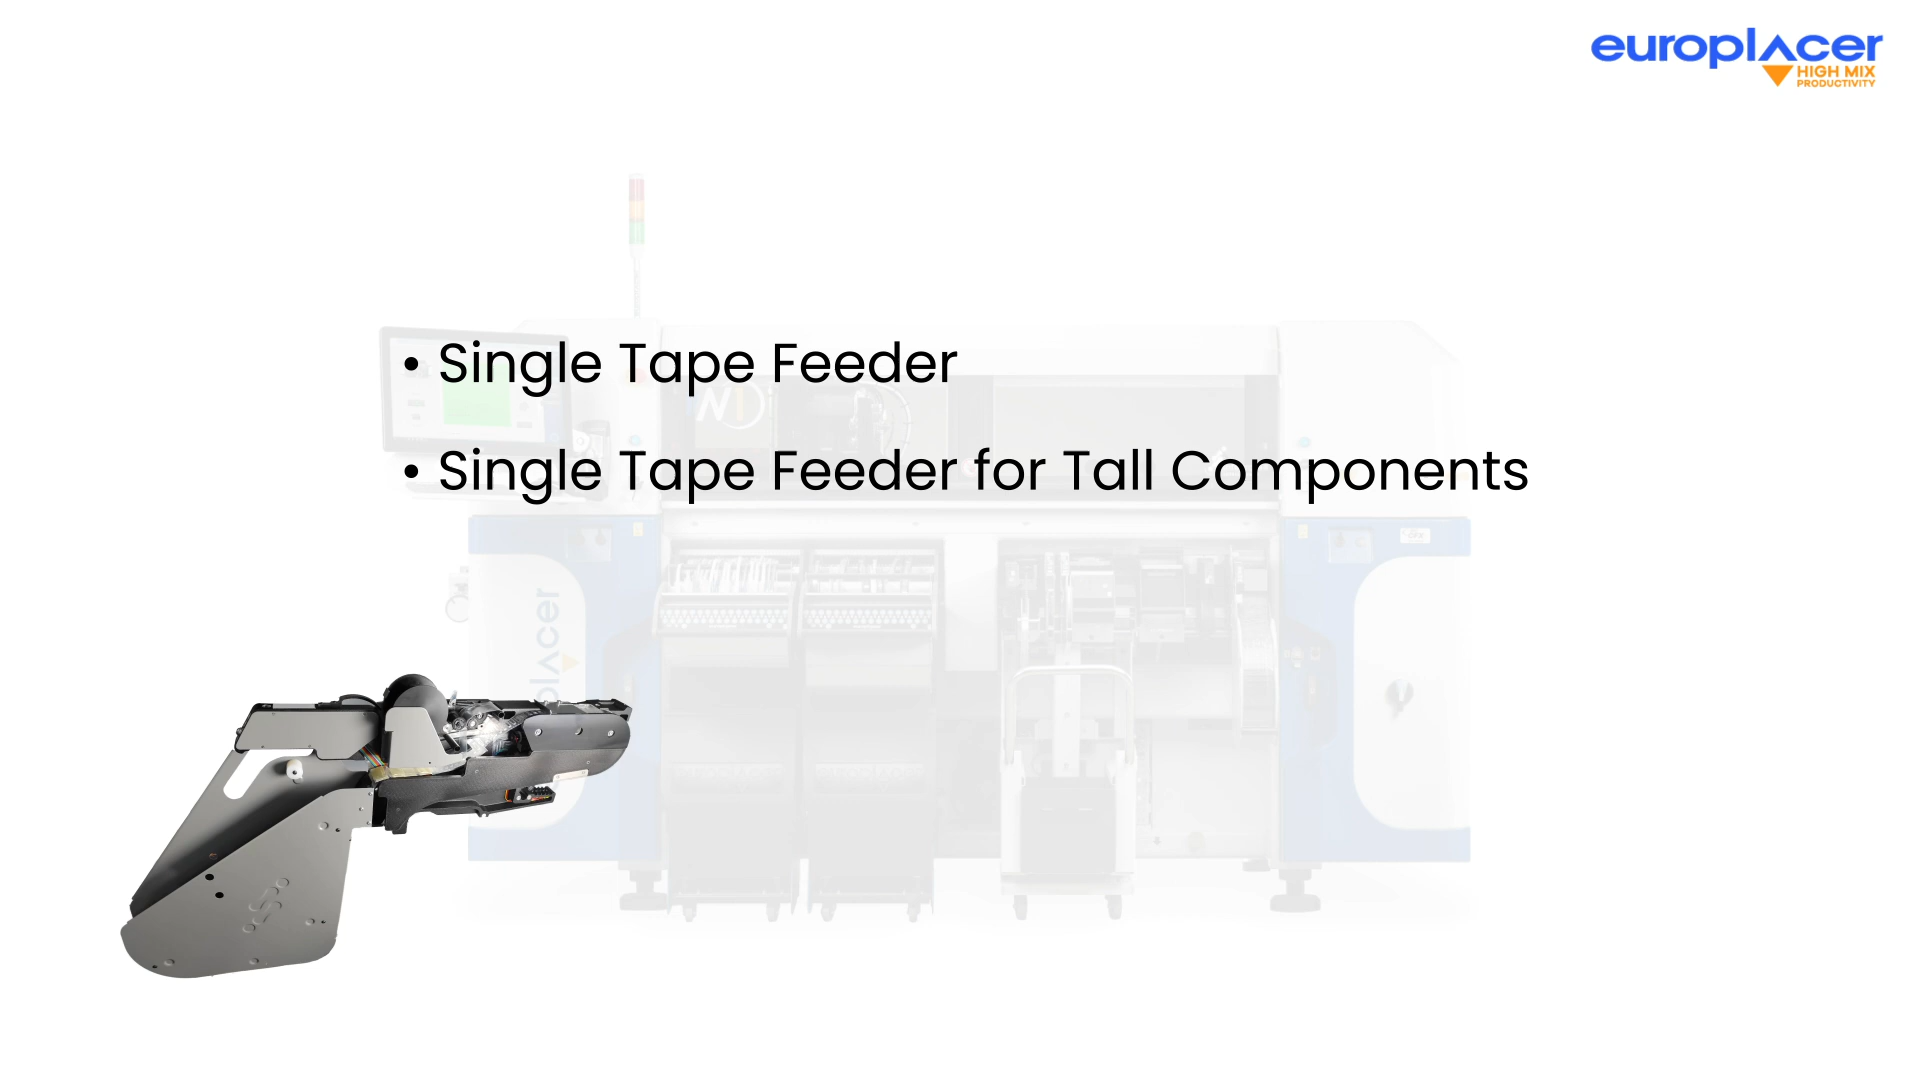 europlacer
HIGH MIX
PRODUCTIVITY
• Single Tape Feeder
• Single Tape Feeder for Tall Components